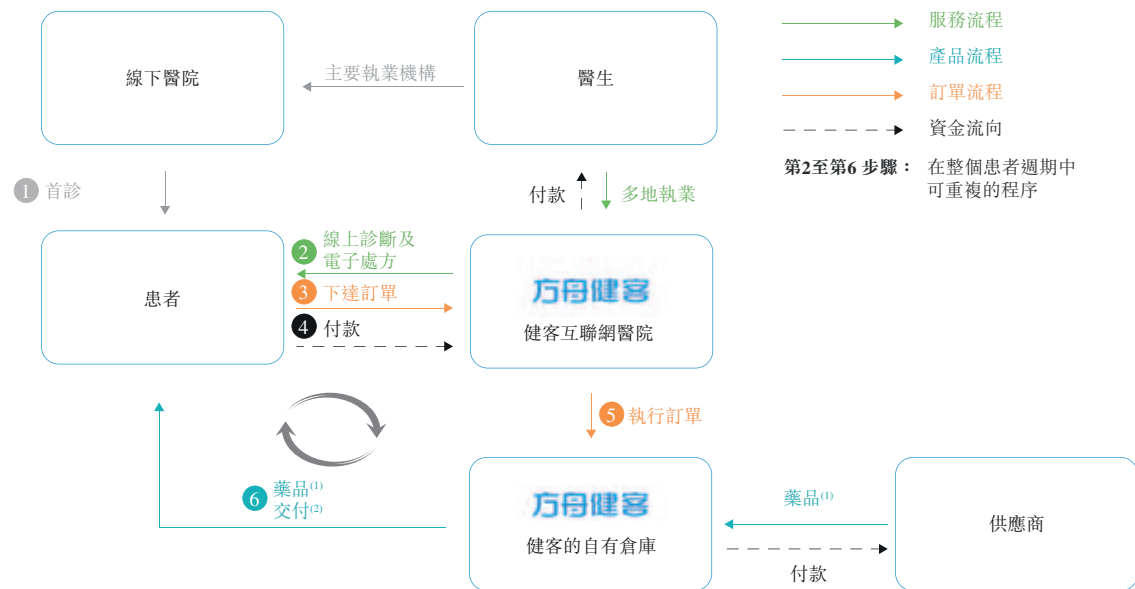 線下醫院
主要執業機構
醫生
服務流程
產品流程
訂單流程
資金流向
第2至第6 步驟： 在整個患者週期中
可重複的程序
1 首診
付款
多地執業
患者
2 線上診斷及
電子處方
3 下達訂單
4 付款
方舟健客
健客互聯網醫院
5 執行訂單
6 藥品(1)
交付(2)
方舟健客
健客的自有倉庫
藥品(1)
付款
供應商